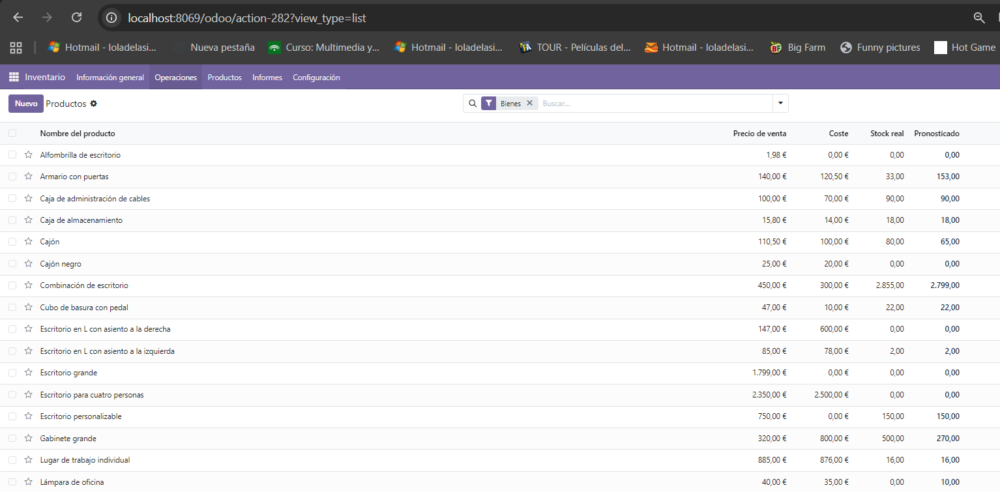 localhost:8069/odoo/action-282?view_type=list
Hotmail - loladelasi... Nueva pestaña Curso: Multimedia y... Hotmail - loladelasi... TOUR - Películas del... Hotmail - loladelasi... Big Farm Funny pictures Hot Game
Inventario Información general Operaciones Productos Informes Configuración
Nuevo Productos Bienes Buscar...
Nombre del producto Precio de venta Coste Stock real Pronosticado
Alfombrilla de escritorio 1,98 € 0,00 € 0,00 0,00
Armario con puertas 140,00 € 120,50 € 33,00 153,00
Caja de administración de cables 100,00 € 70,00 € 90,00 90,00
Caja de almacenamiento 15,80 € 14,00 € 18,00 18,00
Cajón 110,50 € 100,00 € 80,00 65,00
Cajón negro 25,00 € 20,00 € 0,00 0,00
Combinación de escritorio 450,00 € 300,00 € 2.855,00 2.799,00
Cubo de basura con pedal 47,00 € 10,00 € 22,00 22,00
Escritorio en L con asiento a la derecha 147,00 € 600,00 € 0,00 0,00
Escritorio en L con asiento a la izquierda 85,00 € 78,00 € 2,00 2,00
Escritorio grande 1.799,00 € 0,00 € 0,00 0,00
Escritorio para cuatro personas 2.350,00 € 2.500,00 € 0,00 0,00
Escritorio personalizable 750,00 € 0,00 € 150,00 150,00
Gabinete grande 320,00 € 800,00 € 500,00 270,00
Lugar de trabajo individual 885,00 € 876,00 € 16,00 16,00
Lámpara de oficina 40,00 € 35,00 € 0,00 10,00